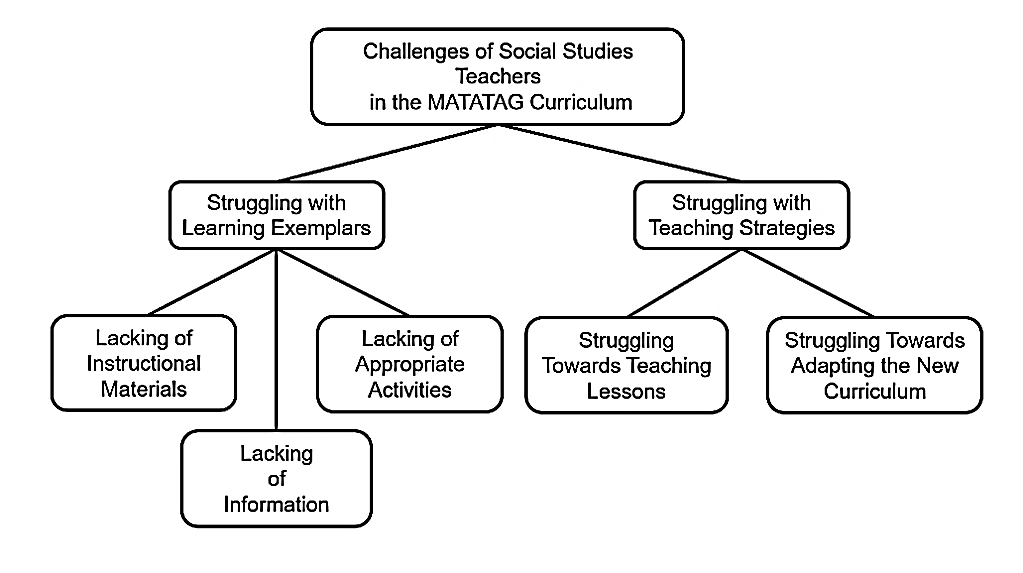 Challenges of Social Studies
Teachers
in the MATATAG Curriculum
Struggling with
Learning Exemplars
Struggling with
Teaching Strategies
Lacking of
Instructional
Materials
Lacking of
Appropriate
Activities
Struggling
Towards Teaching
Lessons
Struggling Towards
Adapting the New
Curriculum
Lacking
of
Information